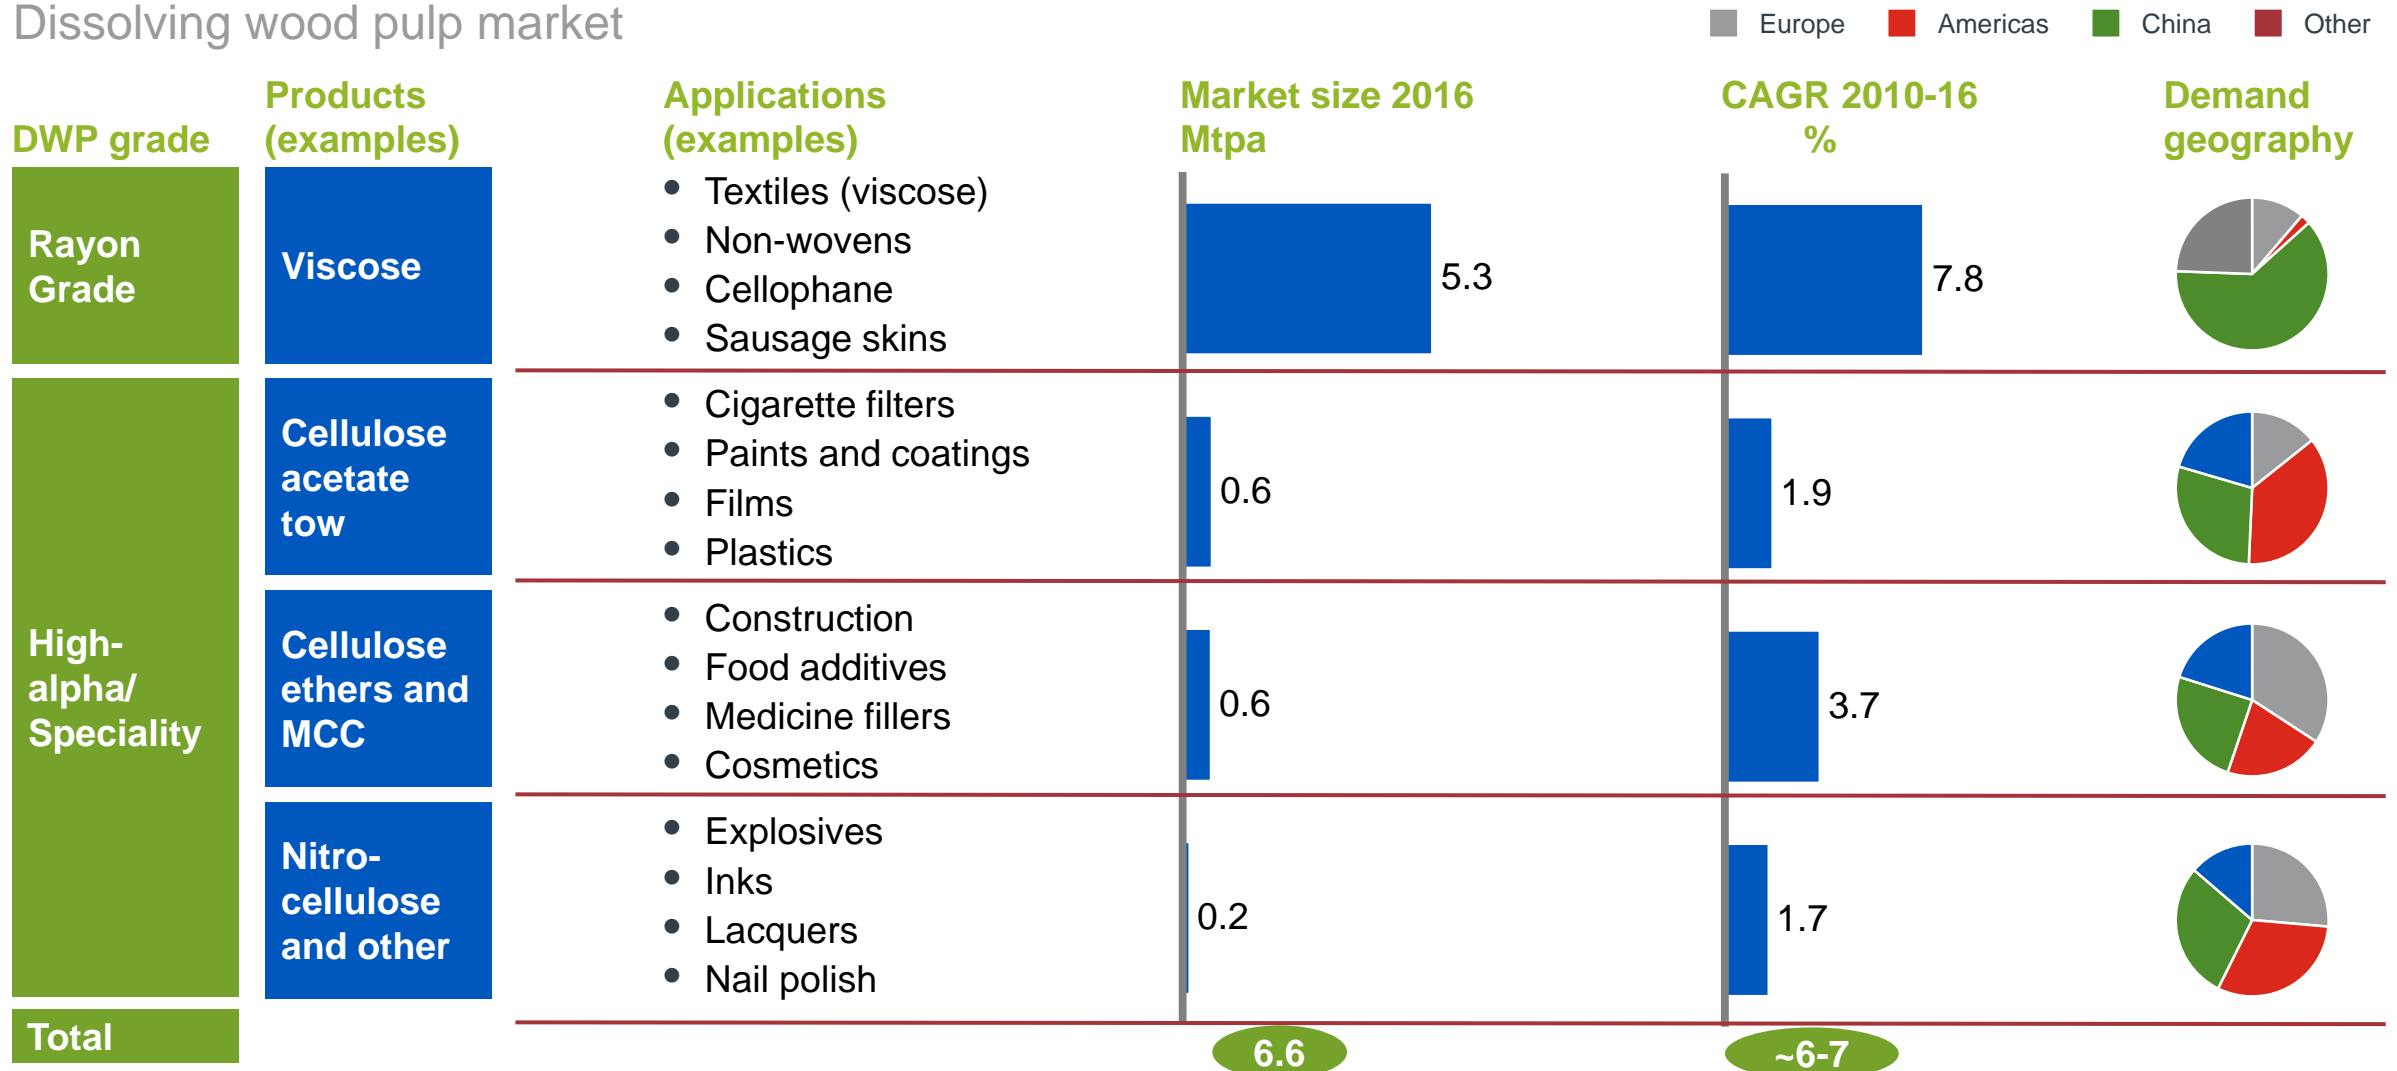 Dissolving wood pulp market
Europe
Americas
China
Other
DWP grade
Products
(examples)
Applications
(examples)
Market size 2016
Mtpa
CAGR 2010-16
%
Demand
geography
Rayon
Grade
Viscose
• Textiles (viscose)
• Non-wovens
• Cellophane
• Sausage skins
5.3
7.8
High-
alpha/
Speciality
Cellulose
acetate
tow
• Cigarette filters
• Paints and coatings
• Films
• Plastics
0.6
1.9
Cellulose
ethers and
MCC
• Construction
• Food additives
• Medicine fillers
• Cosmetics
0.6
3.7
Nitro-
cellulose
and other
• Explosives
• Inks
• Lacquers
• Nail polish
0.2
1.7
Total
6.6
~6-7